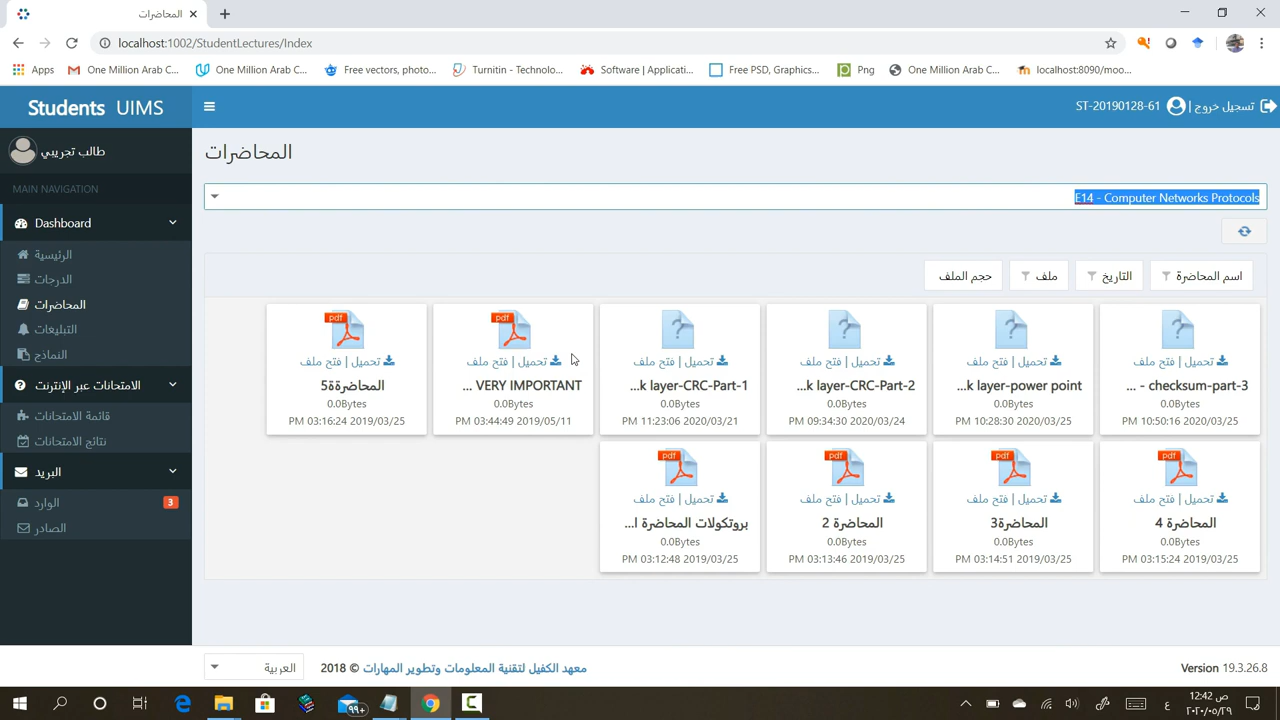 المحاضرات
localhost:1002/StudentLectures/Index
Apps
One Million Arab C...
One Million Arab C...
Free vectors, photo...
Turnitin - Technolo...
Software | Applicati...
Free PSD, Graphics...
Png
One Million Arab C...
localhost:8090/moo...
Students UIMS
ST-20190128-61
تسجيل خروج |
طالب تجريبي
المحاضرات
MAIN NAVIGATION
E14 - Computer Networks Protocols
Dashboard
الرئيسية
الدرجات
المحاضرات
التبليغات
النماذج
الامتحانات عبر الإنترنت
قائمة الامتحانات
نتائج الامتحانات
البريد
الوارد
3
الصادر
اسم المحاضرة
التاريخ
ملف
حجم الملف
تحميل | فتح ملف
... - checksum-part-3
0.0Bytes
PM 10:50:16 2020/03/25
تحميل | فتح ملف
...k layer-power point
0.0Bytes
PM 10:28:30 2020/03/25
تحميل | فتح ملف
...k layer-CRC-Part-2
0.0Bytes
PM 09:34:30 2020/03/24
تحميل | فتح ملف
...k layer-CRC-Part-1
0.0Bytes
PM 11:23:06 2020/03/21
pdf
تحميل | فتح ملف
... VERY IMPORTANT
0.0Bytes
PM 03:44:49 2019/05/11
pdf
تحميل | فتح ملف
المحاضرةة5
0.0Bytes
PM 03:16:24 2019/03/25
pdf
تحميل | فتح ملف
المحاضرة 4
0.0Bytes
PM 03:15:24 2019/03/25
pdf
تحميل | فتح ملف
المحاضرة3
0.0Bytes
PM 03:14:51 2019/03/25
pdf
تحميل | فتح ملف
المحاضرة 2
0.0Bytes
PM 03:13:46 2019/03/25
pdf
تحميل | فتح ملف
بروتكولات المحاضرة ا...
0.0Bytes
PM 03:12:48 2019/03/25
العربية
معهد الكفيل لتقنية المعلومات وتطوير المهارات © 2018
Version 19.3.26.8
99+
ع
ص 12:42
٢٠٢٠/٠٥/٢٩